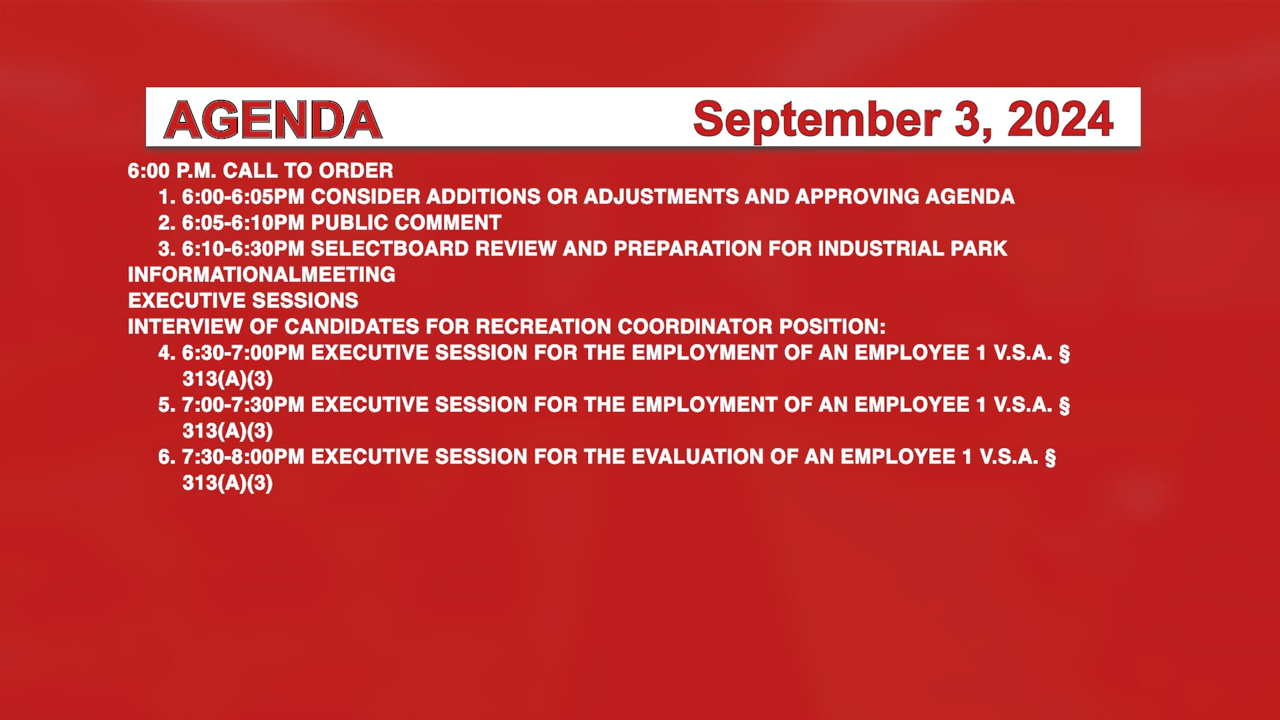 AGENDA September 3, 2024
6:00 P.M. CALL TO ORDER
1. 6:00-6:05PM CONSIDER ADDITIONS OR ADJUSTMENTS AND APPROVING AGENDA
2. 6:05-6:10PM PUBLIC COMMENT
3. 6:10-6:30PM SELECTBOARD REVIEW AND PREPARATION FOR INDUSTRIAL PARK
INFORMATIONALMEETING
EXECUTIVE SESSIONS
INTERVIEW OF CANDIDATES FOR RECREATION COORDINATOR POSITION:
4. 6:30-7:00PM EXECUTIVE SESSION FOR THE EMPLOYMENT OF AN EMPLOYEE 1 V.S.A. §
313(A)(3)
5. 7:00-7:30PM EXECUTIVE SESSION FOR THE EMPLOYMENT OF AN EMPLOYEE 1 V.S.A. §
313(A)(3)
6. 7:30-8:00PM EXECUTIVE SESSION FOR THE EVALUATION OF AN EMPLOYEE 1 V.S.A. §
313(A)(3)